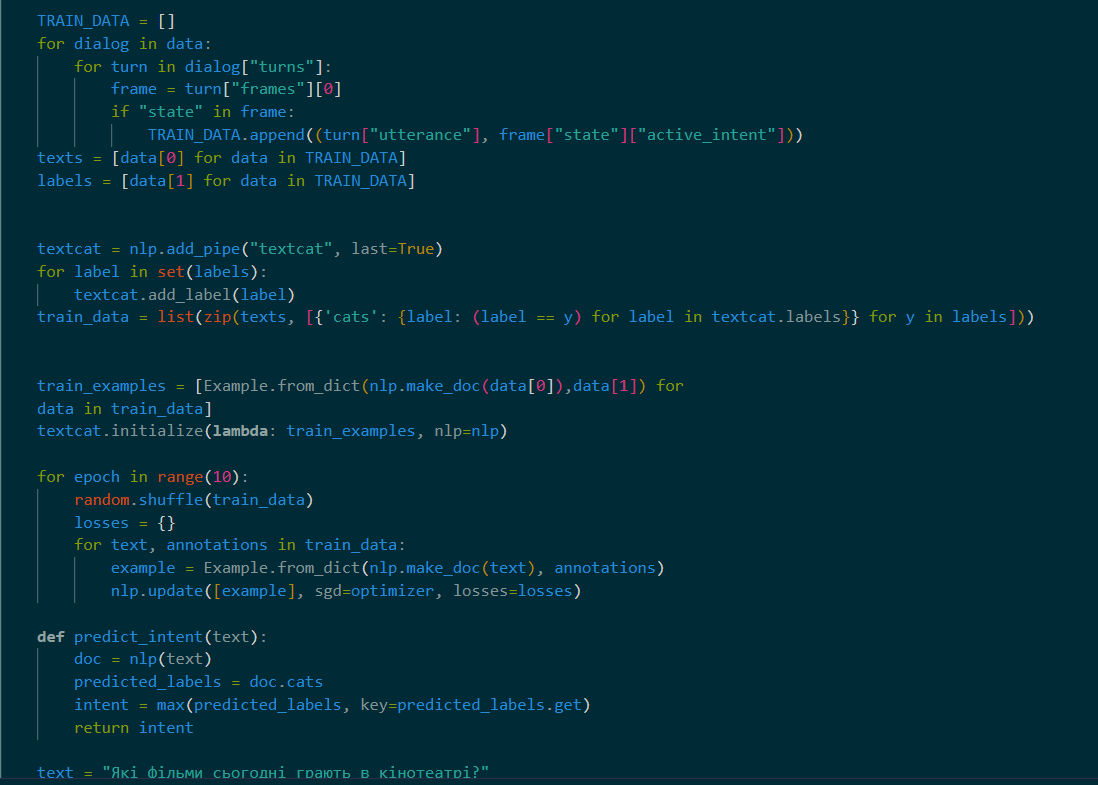 TRAIN_DATA = []
for dialog in data:
    for turn in dialog["turns"]:
        frame = turn["frames"][0]
        if "state" in frame:
            TRAIN_DATA.append((turn["utterance"], frame["state"]["active_intent"]))
texts = [data[0] for data in TRAIN_DATA]
labels = [data[1] for data in TRAIN_DATA]
textcat = nlp.add_pipe("textcat", last=True)
for label in set(labels):
    textcat.add_label(label)
train_data = list(zip(texts, [{'cats': {label: (label == y) for label in textcat.labels}} for y in labels]))
train_examples = [Example.from_dict(nlp.make_doc(data[0]),data[1]) for
data in train_data]
textcat.initialize(lambda: train_examples, nlp=nlp)
for epoch in range(10):
    random.shuffle(train_data)
    losses = {}
    for text, annotations in train_data:
        example = Example.from_dict(nlp.make_doc(text), annotations)
        nlp.update([example], sgd=optimizer, losses=losses)
def predict_intent(text):
    doc = nlp(text)
    predicted_labels = doc.cats
    intent = max(predicted_labels, key=predicted_labels.get)
    return intent
text = "Які фільми сьогодні грають в кінотеатрі?"